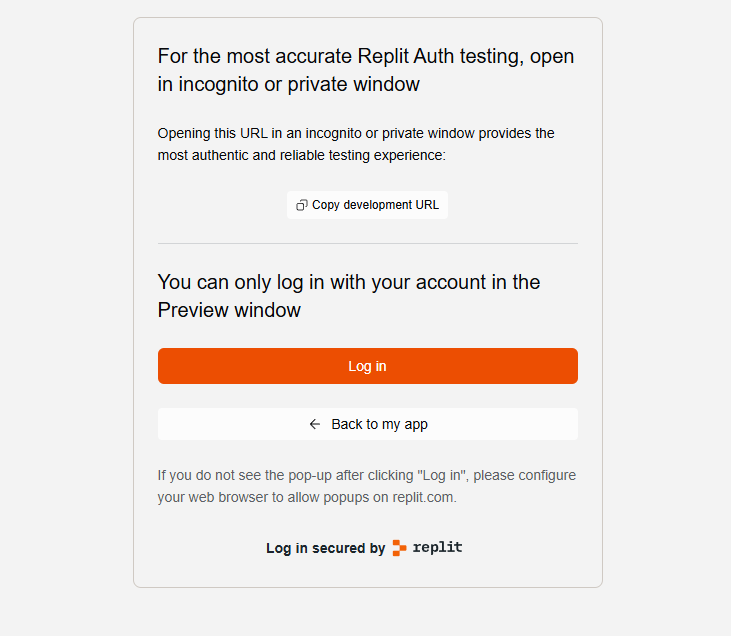 For the most accurate Replit Auth testing, open
in incognito or private window
Opening this URL in an incognito or private window provides the
most authentic and reliable testing experience:
Copy development URL
You can only log in with your account in the
Preview window
Log in
← Back to my app
If you do not see the pop-up after clicking "Log in", please configure
your web browser to allow popups on replit.com.
Log in secured by replit